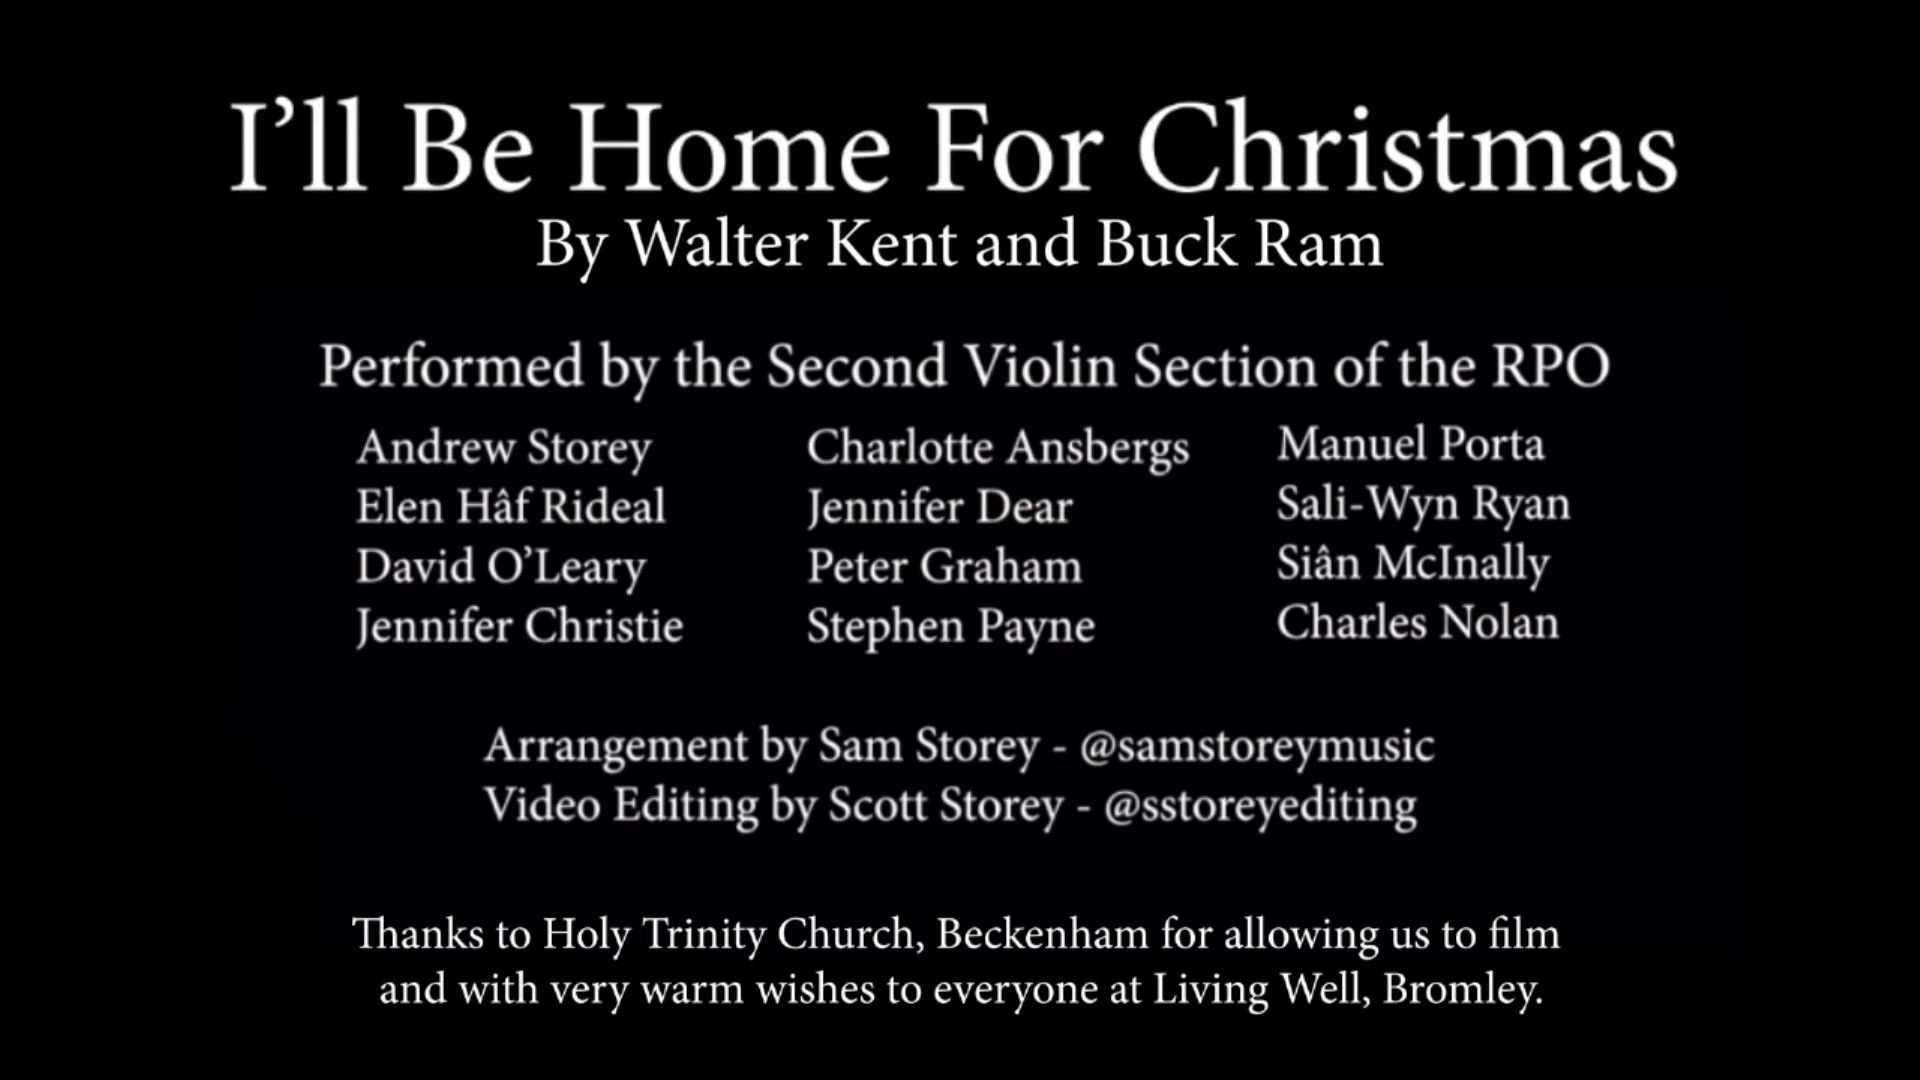 I’ll Be Home For Christmas
By Walter Kent and Buck Ram
Performed by the Second Violin Section of the RPO
Andrew Storey
Elen Hâf Rideal
David O’Leary
Jennifer Christie
Charlotte Ansbergs
Jennifer Dear
Peter Graham
Stephen Payne
Manuel Porta
Sali-Wyn Ryan
Siân McInally
Charles Nolan
Arrangement by Sam Storey - @samstoreymusic
Video Editing by Scott Storey - @sstoreyediting
Thanks to Holy Trinity Church, Beckenham for allowing us to film
and with very warm wishes to everyone at Living Well, Bromley.